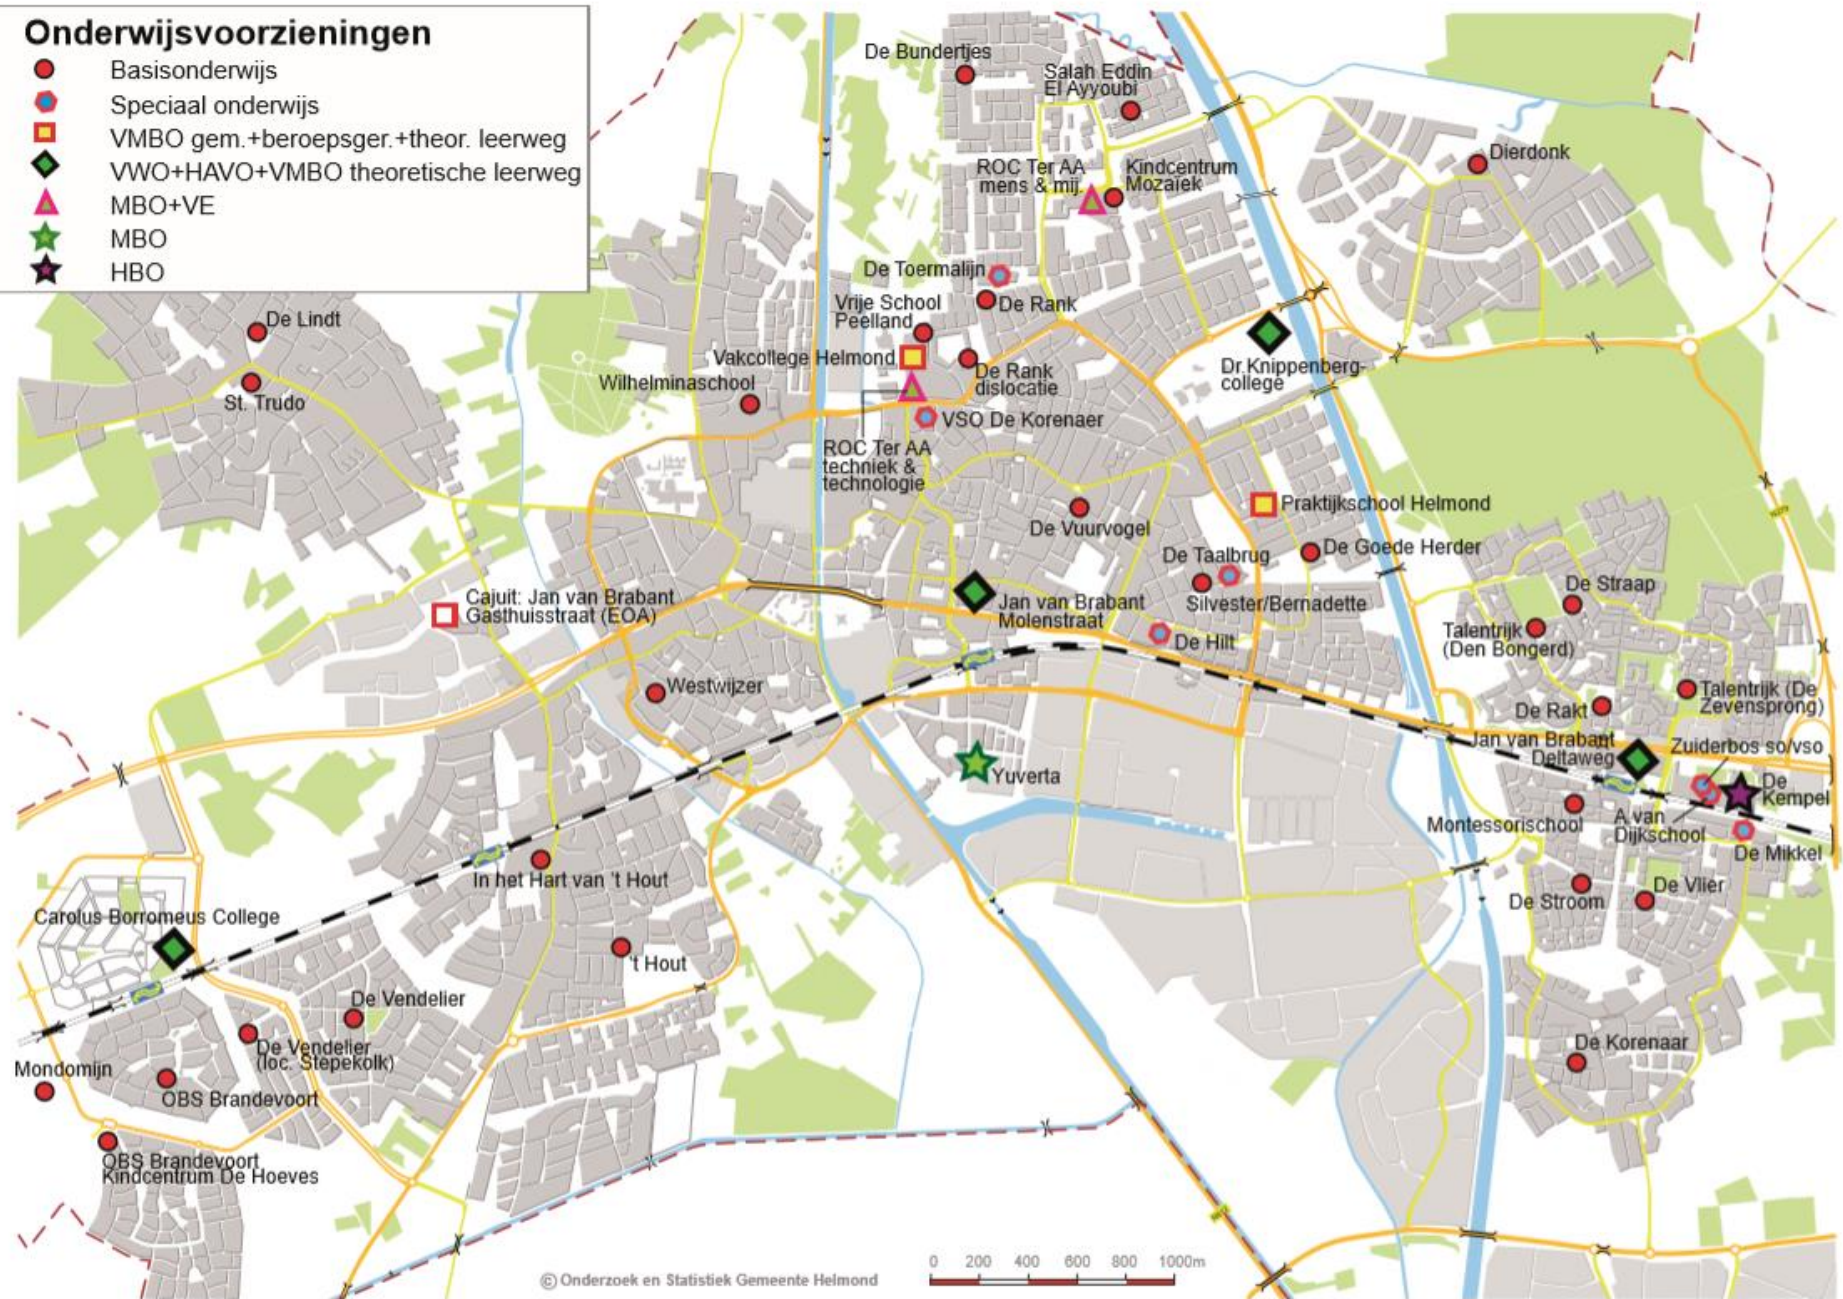 Onderwijsvoorzieningen
Basisonderwijs
Speciaal onderwijs
VMBO gem.+beroepsger.+theor. leerweg
VWO+HAVO+VMBO theoretische leerweg
MBO+VE
MBO
HBO
De Bundertjes
Salah Eddin
El Ayyoubi
ROC Ter AA
mens & mij.
Kindcentrum
Mozaïek
Dierdonk
De Toermalijn
De Rank
Vrije School
Peelland
De Lindt
Vakcollege Helmond
De Rank
dislocatie
Dr.Knippenberg-
college
Wilhelminaschool
St. Trudo
VSO De Korenaer
ROC Ter AA
techniek &
technologie
De Vuurvogel
Praktijkschool Helmond
De Goede Herder
De Taalbrug
Silvester/Bernadette
De Straap
Cajuit: Jan van Brabant
Gasthuisstraat (EOA)
Jan van Brabant
Molenstraat
De Hilt
Talentrijk
(Den Bongerd)
Westwijzer
Talentrijk (De
Zevensprong)
De Rakt
Jan van Brabant
Deltaweg
Zuiderbos so/vso
Yuverta
De
Kempel
Montessorischool
A.van
Dijkschool
De Mikkel
In het Hart van 't Hout
De Vlier
De Stroom
Carolus Borromeus College
't Hout
De Vendelier
De Vendelier
(loc. Stepekolk)
De Korenaar
Mondomijn
OBS Brandevoort
OBS Brandevoort
Kindcentrum De Hoeves
© Onderzoek en Statistiek Gemeente Helmond
0 200 400 600 800 1000m